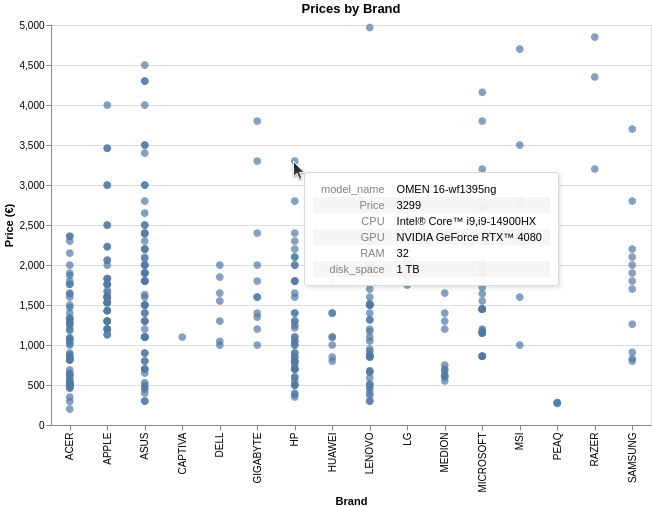 Prices by Brand
5,000
4,500
4,000
3,500
3,000
2,500
2,000
1,500
1,000
500
0
Price (€)
model_name OMEN 16-wf1395ng
Price 3299
CPU Intel® Core™ i9,i9-14900HX
GPU NVIDIA GeForce RTX™ 4080
RAM 32
disk_space 1 TB
ACER
APPLE
ASUS
CAPTIVA
DELL
GIGABYTE
HP
HUAWEI
LENOVO
LG
MEDION
MICROSOFT
MSI
PEAQ
RAZER
SAMSUNG
Brand